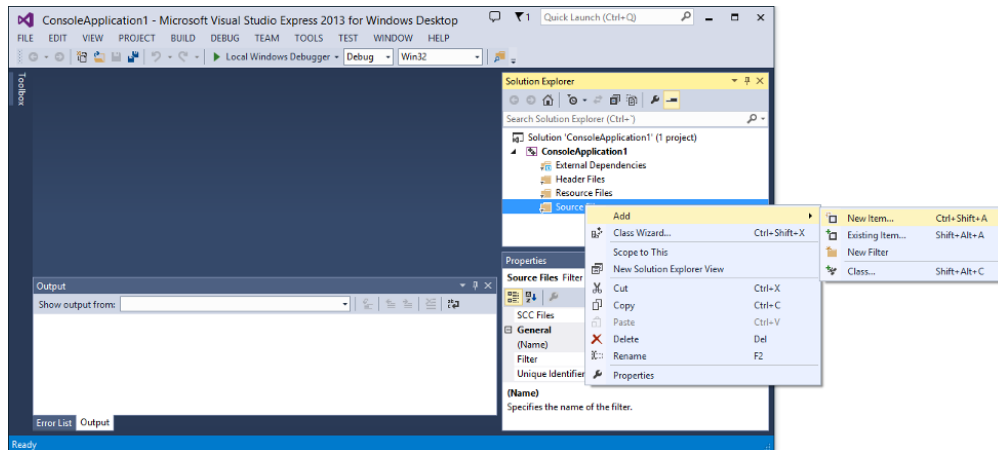 ConsoleApplication1 - Microsoft Visual Studio Express 2013 for Windows Desktop
1
Quick Launch (Ctrl+Q)
FILE EDIT VIEW PROJECT BUILD DEBUG TEAM TOOLS TEST WINDOW HELP
Local Windows Debugger Debug Win32
Toolbox
Solution Explorer
Search Solution Explorer (Ctrl+¨)
Solution 'ConsoleApplication1' (1 project)
ConsoleApplication1
External Dependencies
Header Files
Resource Files
Source
Add
New Item... Ctrl+Shift+A
Class Wizard... Ctrl+Shift+X
Existing Item... Shift+Alt+A
Scope to This
New Filter
New Solution Explorer View
Class... Shift+Alt+C
Cut Ctrl+X
Copy Ctrl+C
Paste Ctrl+V
Delete Del
Rename F2
Properties
Properties
Source Files Filter
SCC Files
General
(Name)
Filter
Unique Identifier
(Name)
Specifies the name of the filter.
Output
Show output from:
Error List Output
Ready